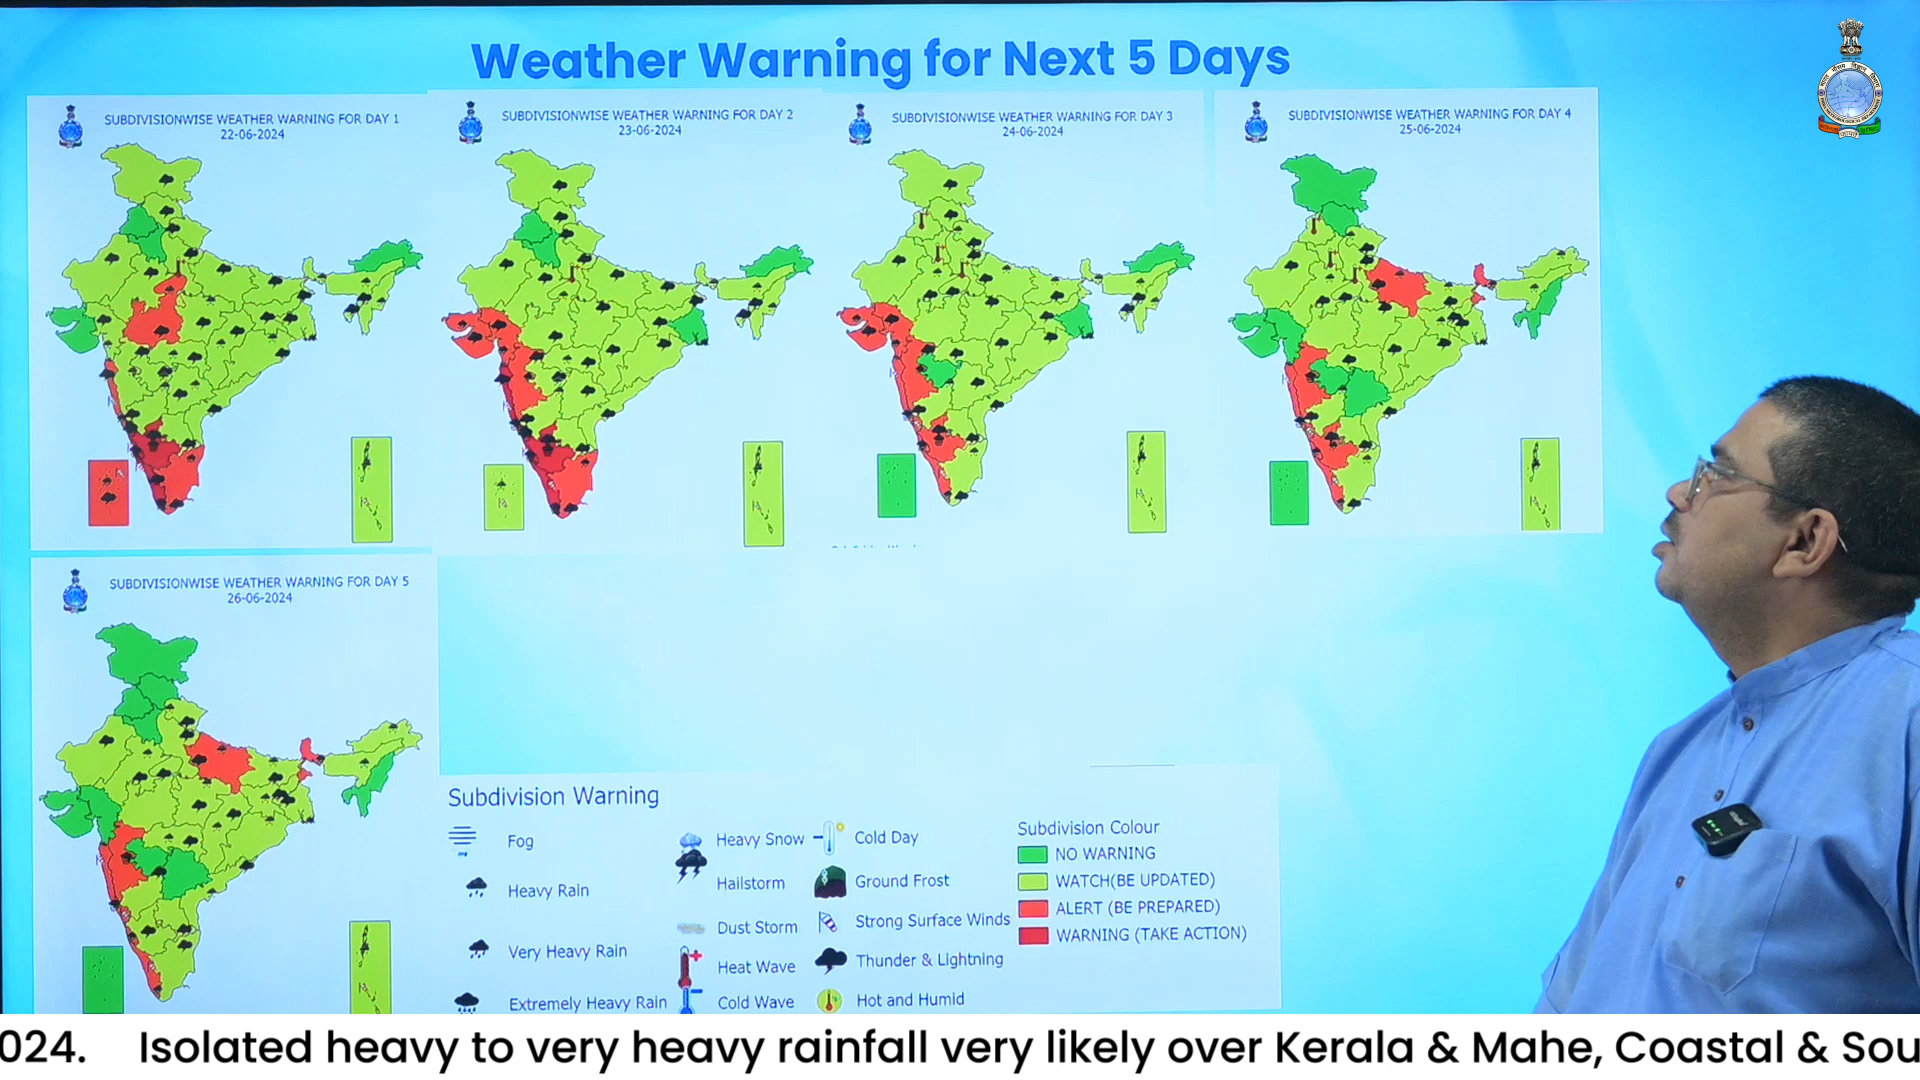 Weather Warning for Next 5 Days
SUBDIVISIONWISE WEATHER WARNING FOR DAY 1
22-06-2024
SUBDIVISIONWISE WEATHER WARNING FOR DAY 2
23-06-2024
SUBDIVISIONWISE WEATHER WARNING FOR DAY 3
24-06-2024
SUBDIVISIONWISE WEATHER WARNING FOR DAY 4
25-06-2024
SUBDIVISIONWISE WEATHER WARNING FOR DAY 5
26-06-2024
Subdivision Warning
Fog
Heavy Rain
Very Heavy Rain
Extremely Heavy Rain
Heavy Snow
Hailstorm
Dust Storm
Heat Wave
Cold Wave
Cold Day
Ground Frost
Strong Surface Winds
Thunder & Lightning
Hot and Humid
Subdivision Colour
NO WARNING
WATCH(BE UPDATED)
ALERT (BE PREPARED)
WARNING (TAKE ACTION)
024. Isolated heavy to very heavy rainfall very likely over Kerala & Mahe, Coastal & Sou